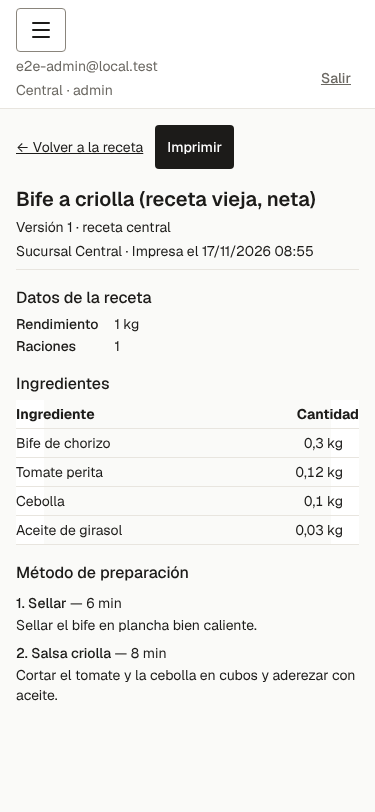 e2e-admin@local.test
Central · admin
Salir
← Volver a la receta
Imprimir
Bife a criolla (receta vieja, neta)
Versión 1 · receta central
Sucursal Central · Impresa el 17/11/2026 08:55
Datos de la receta
Rendimiento 1 kg
Raciones 1
Ingredientes
Ingrediente Cantidad
Bife de chorizo 0,3 kg
Tomate perita 0,12 kg
Cebolla 0,1 kg
Aceite de girasol 0,03 kg
Método de preparación
1. Sellar — 6 min
Sellar el bife en plancha bien caliente.
2. Salsa criolla — 8 min
Cortar el tomate y la cebolla en cubos y aderezar con
aceite.